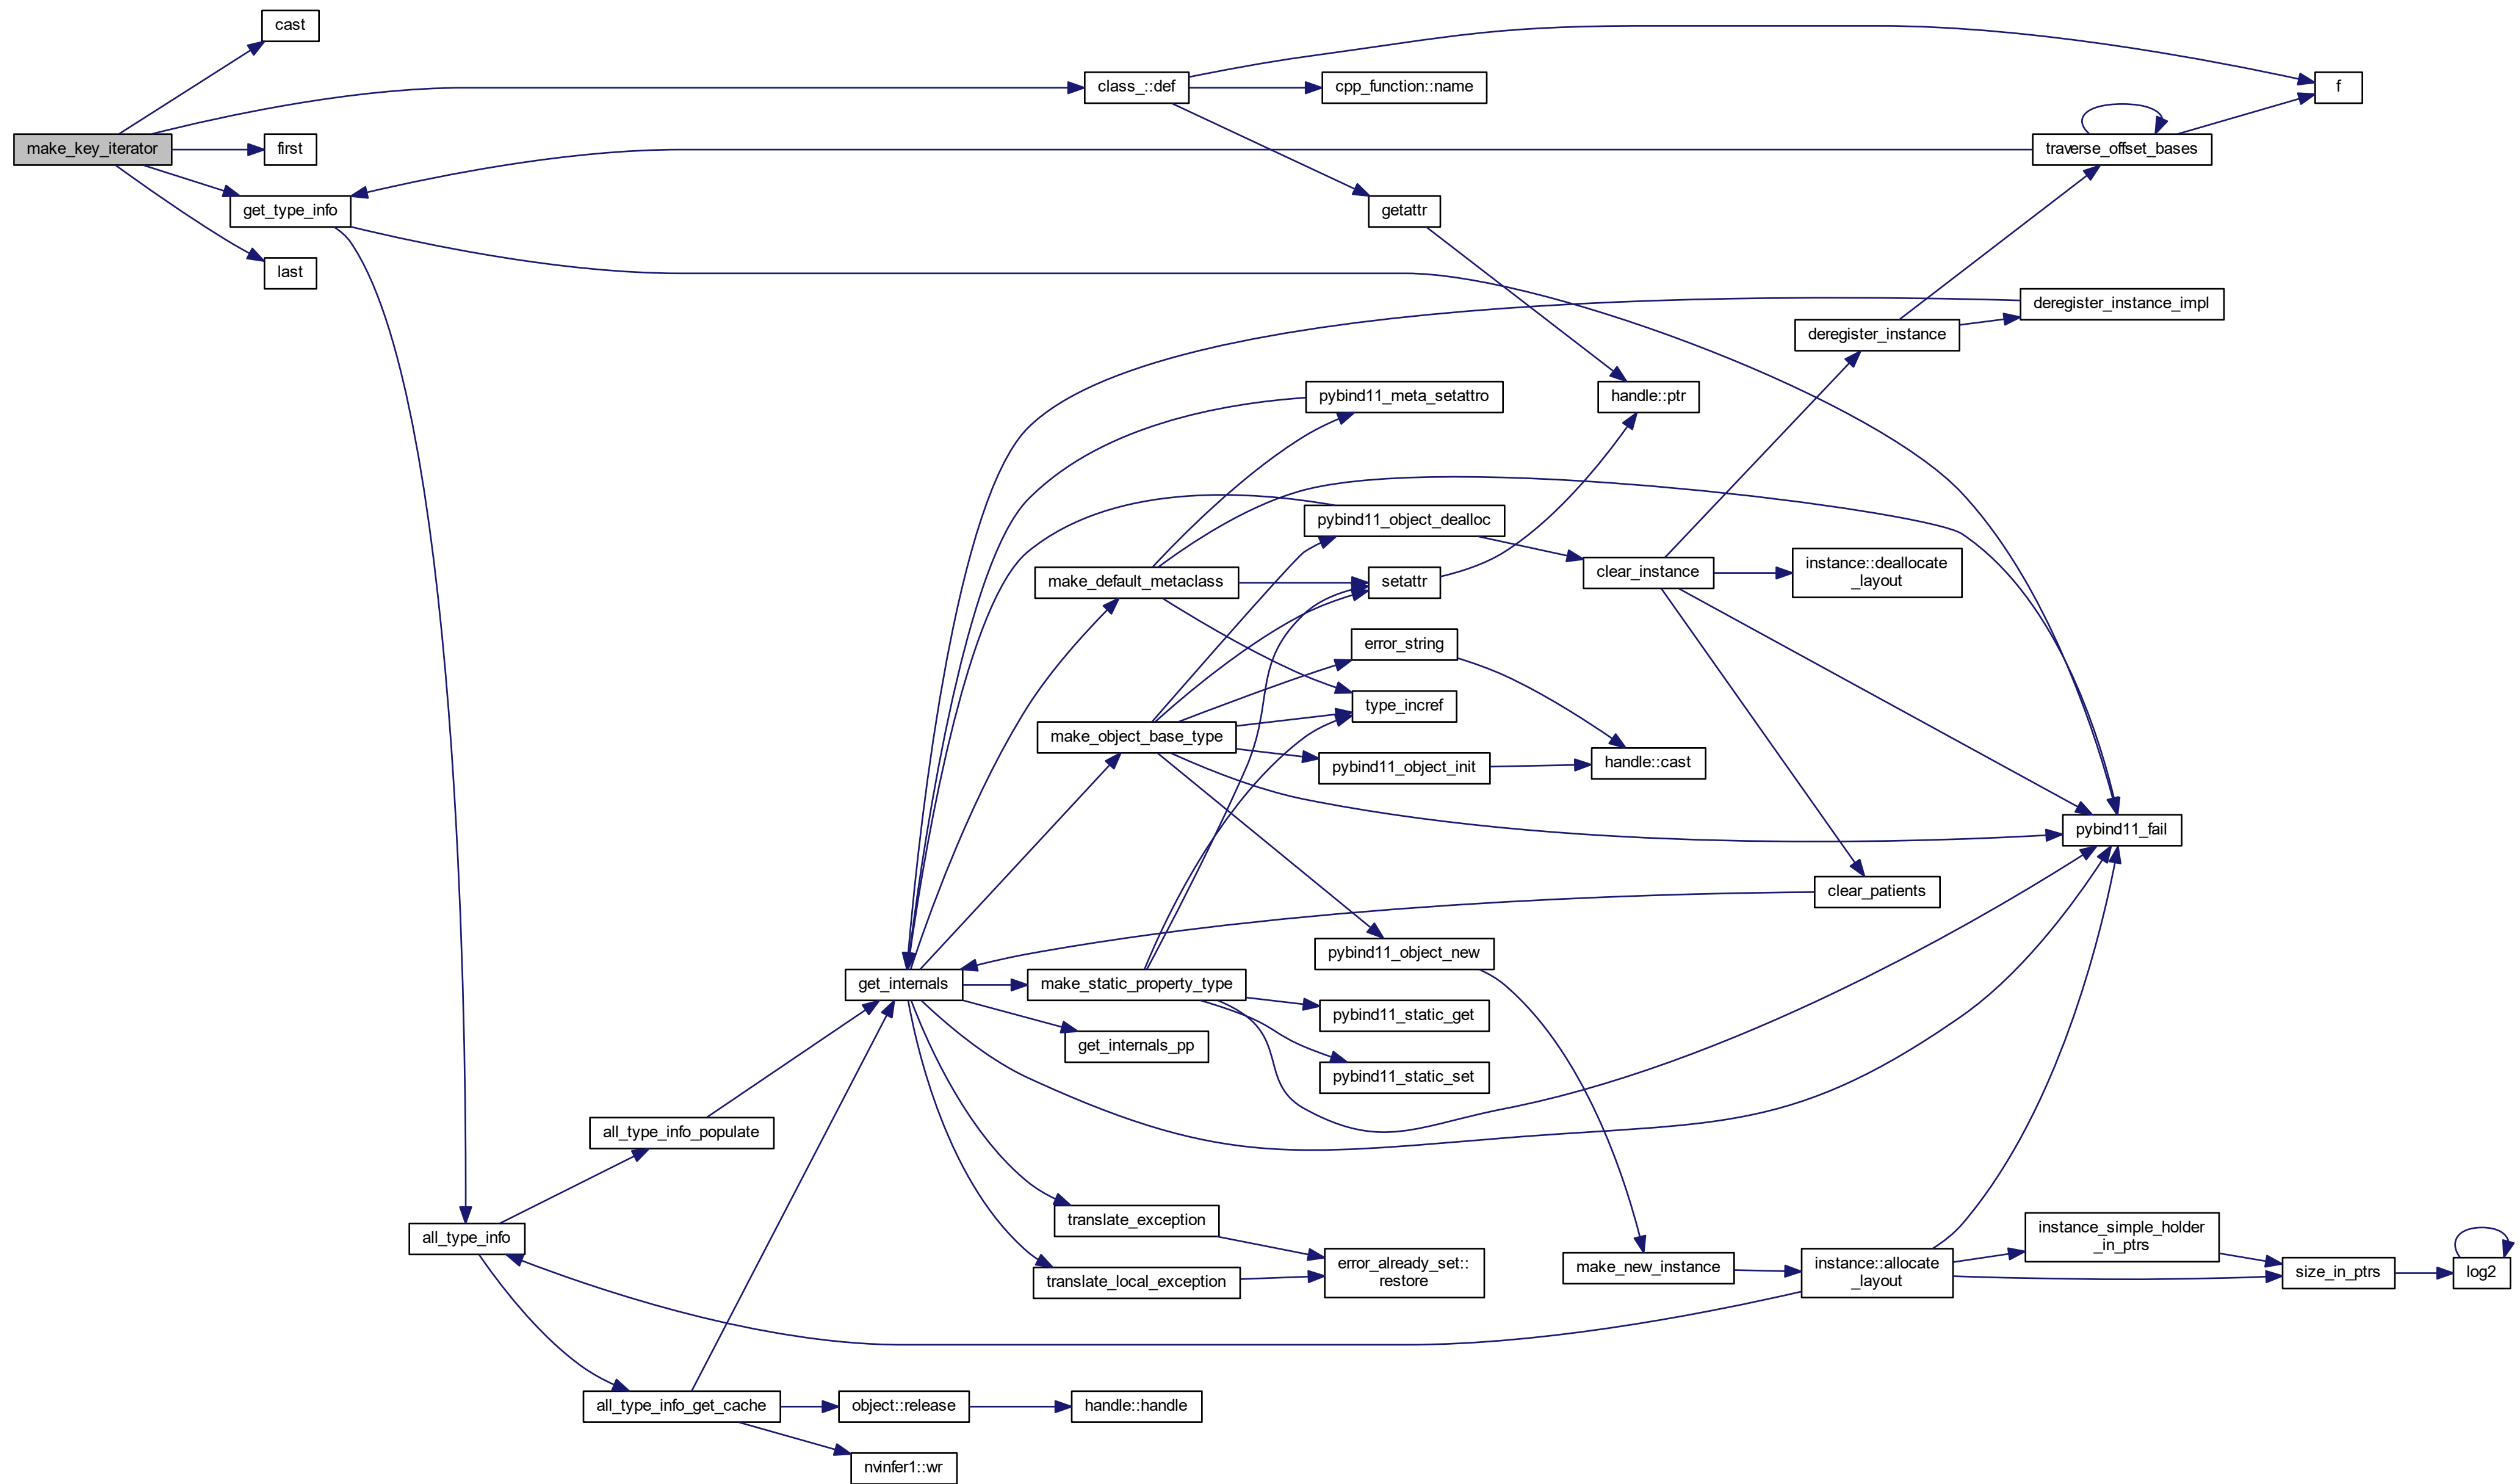 cast
class_::def
cpp_function::name
f
make_key_iterator
first
traverse_offset_bases
get_type_info
getattr
last
deregister_instance_impl
deregister_instance
pybind11_meta_setattro
handle::ptr
pybind11_object_dealloc
make_default_metaclass
setattr
clear_instance
instance::deallocate
_layout
error_string
type_incref
make_object_base_type
pybind11_object_init
handle::cast
pybind11_fail
clear_patients
pybind11_object_new
get_internals
make_static_property_type
pybind11_static_get
get_internals_pp
pybind11_static_set
all_type_info_populate
translate_exception
all_type_info
instance_simple_holder
_in_ptrs
translate_local_exception
error_already_set::
restore
make_new_instance
instance::allocate
_layout
size_in_ptrs
log2
all_type_info_get_cache
object::release
handle::handle
nvinfer1::wr